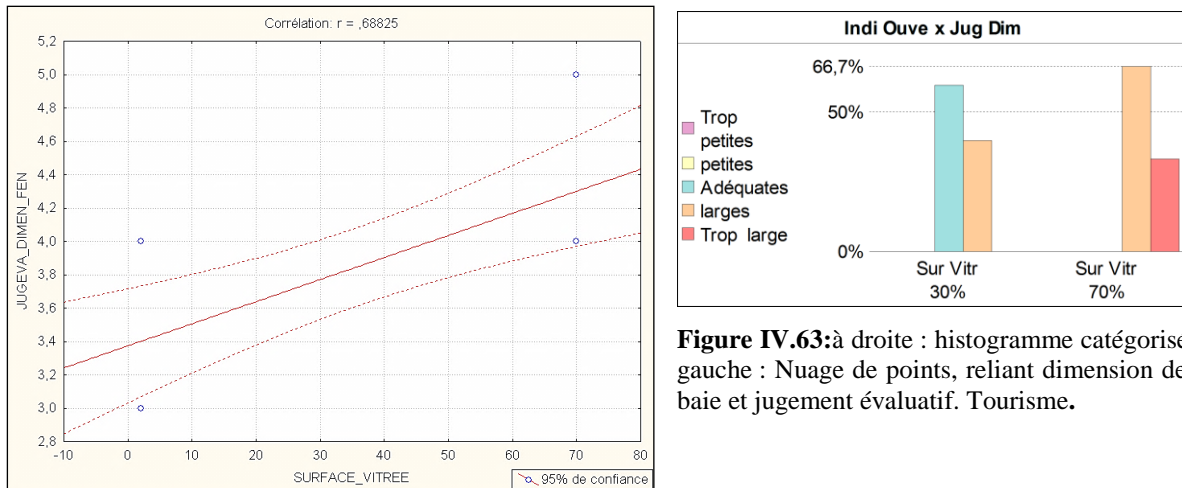 Corrélation: r = ,68825
5,2
5,0
4,8
4,6
4,4
4,2
4,0
3,8
3,6
3,4
3,2
3,0
2,8
JUGEVA_DIMEN_FEN
-10 0 10 20 30 40 50 60 70 80
SURFACE_VITREE
95% de confiance
Indi Ouve x Jug Dim
66,7%
50%
0%
Trop
petites
petites
Adéquates
larges
Trop large
Sur Vitr Sur Vitr
30% 70%
Figure IV.63:à droite : histogramme catégorisé
gauche : Nuage de points, reliant dimension de
baie et jugement évaluatif. Tourisme.